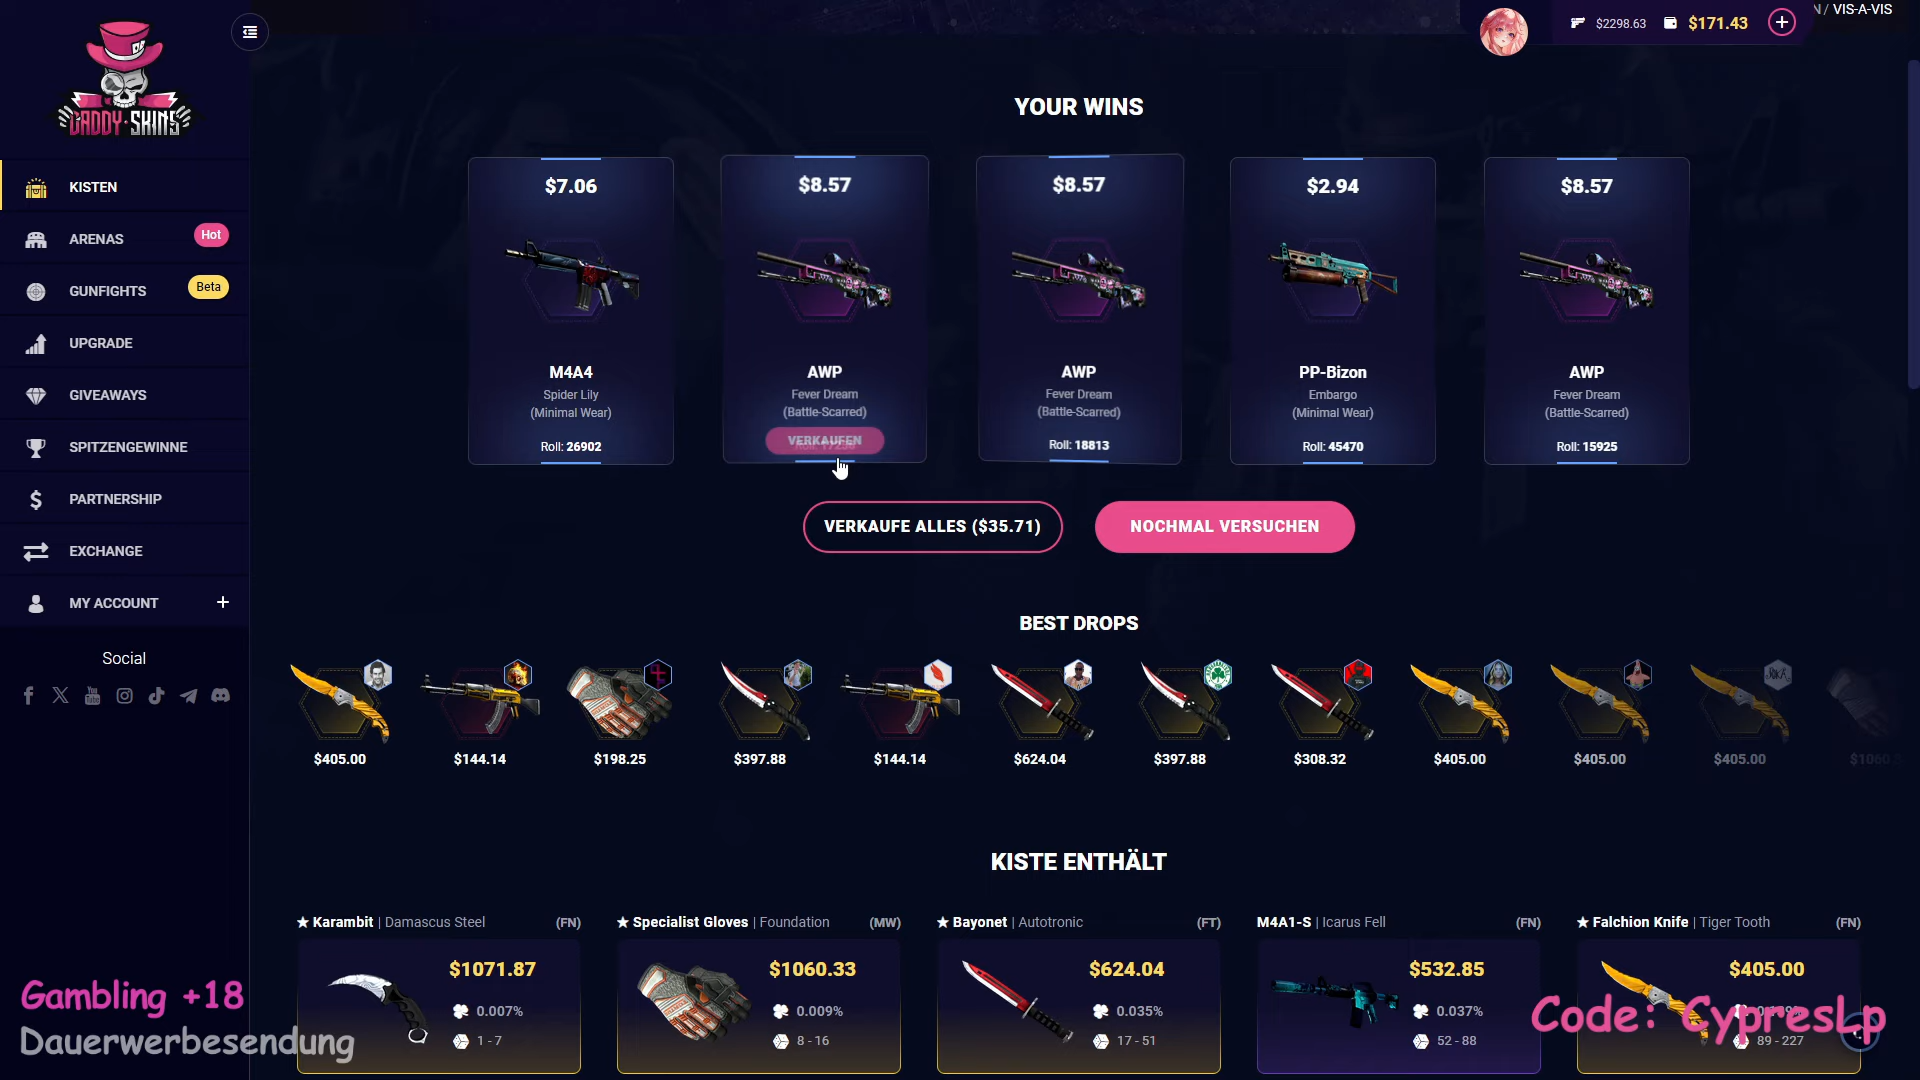 N / VIS-A-VIS
$2298.63
$171.43
DADDY SKINS
KISTEN
ARENAS
Hot
GUNFIGHTS
Beta
UPGRADE
GIVEAWAYS
SPITZENGEWINNE
PARTNERSHIP
EXCHANGE
MY ACCOUNT
Social
YOUR WINS
$7.06
M4A4
Spider Lily
(Minimal Wear)
Roll: 26902
$8.57
AWP
Fever Dream
(Battle-Scarred)
VERKAUFEN
$8.57
AWP
Fever Dream
(Battle-Scarred)
Roll: 18813
$2.94
PP-Bizon
Embargo
(Minimal Wear)
Roll: 45470
$8.57
AWP
Fever Dream
(Battle-Scarred)
Roll: 15925
VERKAUFE ALLES ($35.71)
NOCHMAL VERSUCHEN
BEST DROPS
$405.00
$144.14
$198.25
$397.88
$144.14
$624.04
$397.88
$308.32
$405.00
$405.00
$405.00
KISTE ENTHÄLT
★ Karambit | Damascus Steel (FN)
$1071.87
0.007%
1 - 7
★ Specialist Gloves | Foundation (MW)
$1060.33
0.009%
8 - 16
★ Bayonet | Autotronic (FT)
$624.04
0.035%
17 - 51
M4A1-S | Icarus Fell (FN)
$532.85
0.037%
52 - 88
★ Falchion Knife | Tiger Tooth (FN)
$405.00
89 - 227
Gambling +18
Dauerwerbesendung
Code: CypresLp